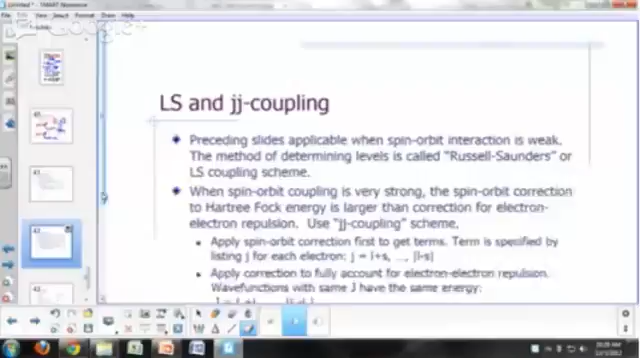 Untitled * - SMART Notebook
Google+
LS and jj-coupling
Preceding slides applicable when spin-orbit interaction is weak.
The method of determining levels is called "Russell-Saunders" or
LS coupling scheme.
When spin-orbit coupling is very strong, the spin-orbit correction
to Hartree Fock energy is larger than correction for electron-
electron repulsion. Use "jj-coupling" scheme.
Apply spin-orbit correction first to get terms. Term is specified by
listing j for each electron: j = l+s, ..., |l-s|
Apply correction to fully account for electron-electron repulsion.
Wavefunctions with same J have the same energy: